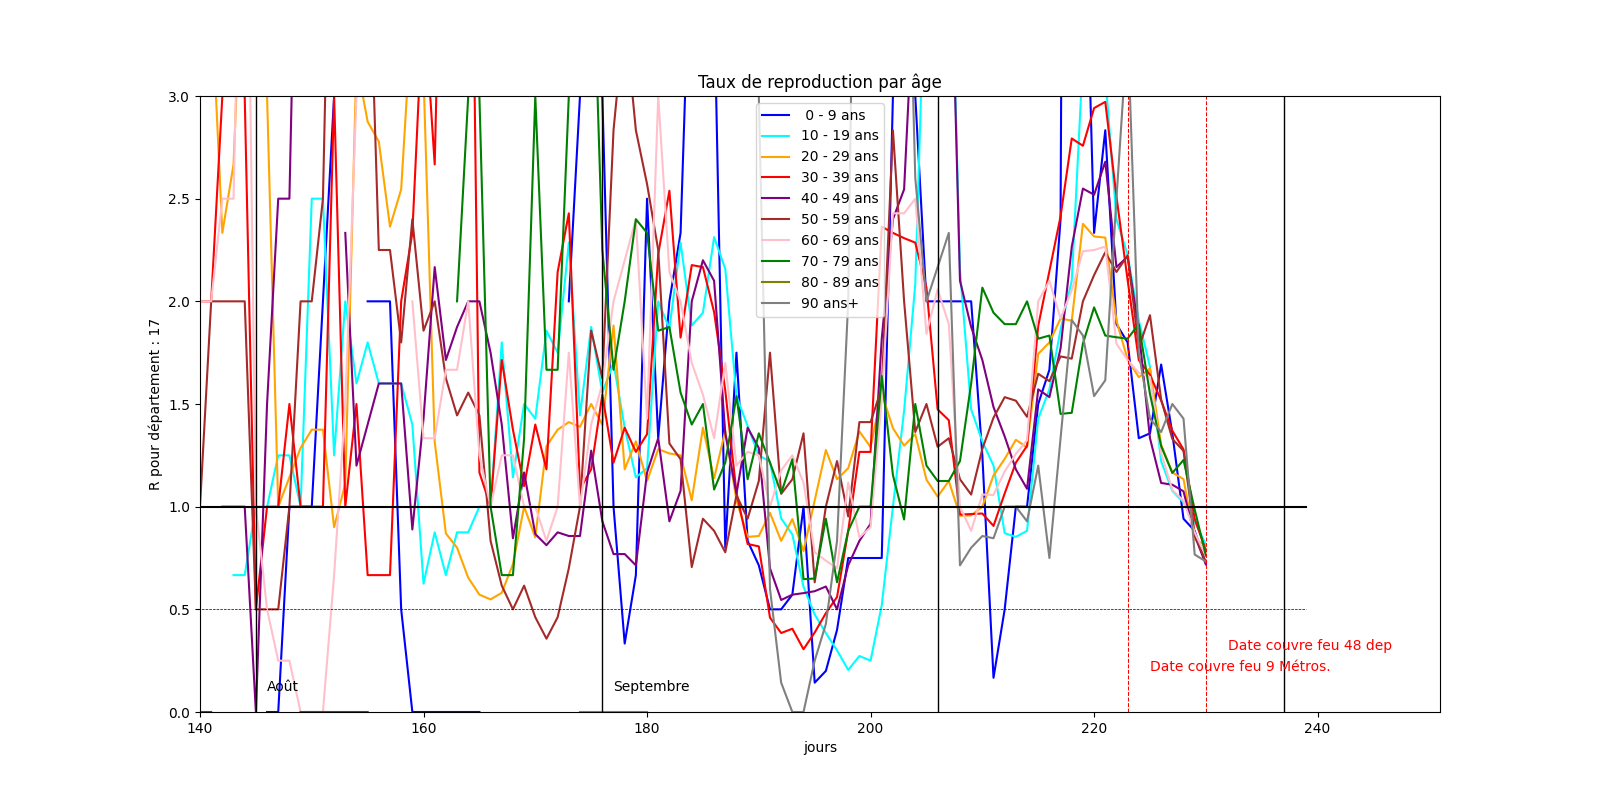 Taux de reproduction par âge
3.0
2.5
2.0
1.5
1.0
0.5
0.0
R pour département : 17
0 - 9 ans
10 - 19 ans
20 - 29 ans
30 - 39 ans
40 - 49 ans
50 - 59 ans
60 - 69 ans
70 - 79 ans
80 - 89 ans
90 ans+
Date couvre feu 48 dep
Date couvre feu 9 Métros.
Août
Septembre
140
160
180
200
220
240
jours